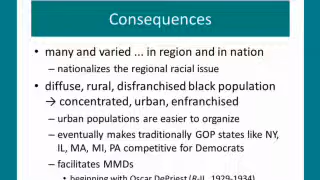 Consequences
• many and varied ... in region and in nation
– nationalizes the regional racial issue
• diffuse, rural, disfranchised black population
→ concentrated, urban, enfranchised
– urban populations are easier to organize
– eventually makes traditionally GOP states like NY,
IL, MA, MI, PA competitive for Democrats
– facilitates MMDs
• beginning with Oscar DePriest (R-IL, 1929-1934)